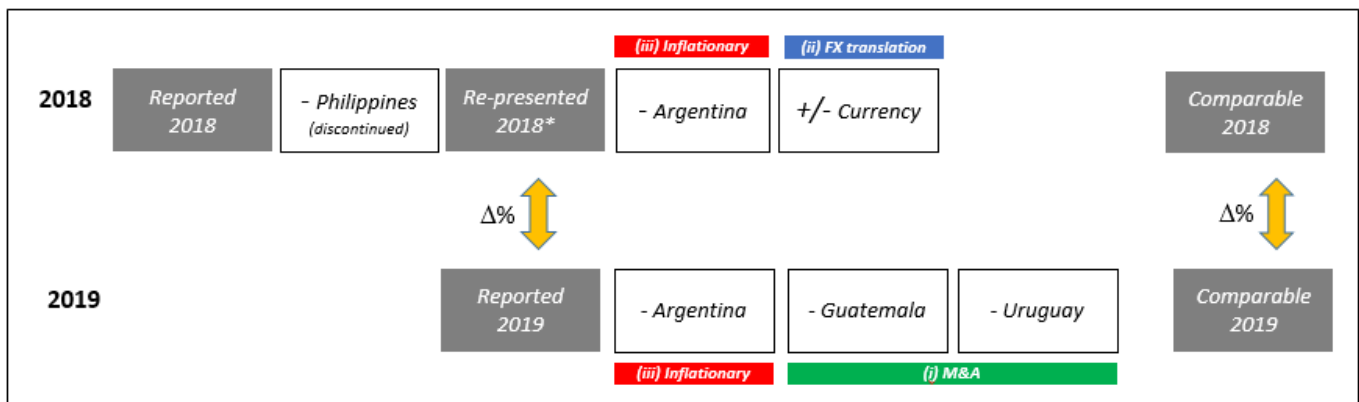 (iii) Inflationary
(ii) FX translation
2018
Reported
2018
- Philippines
(discontinued)
Re-presented
2018*
- Argentina
+/- Currency
Comparable
2018
Δ%
Δ%
2019
Reported
2019
- Argentina
- Guatemala
- Uruguay
Comparable
2019
(iii) Inflationary
(i) M&A